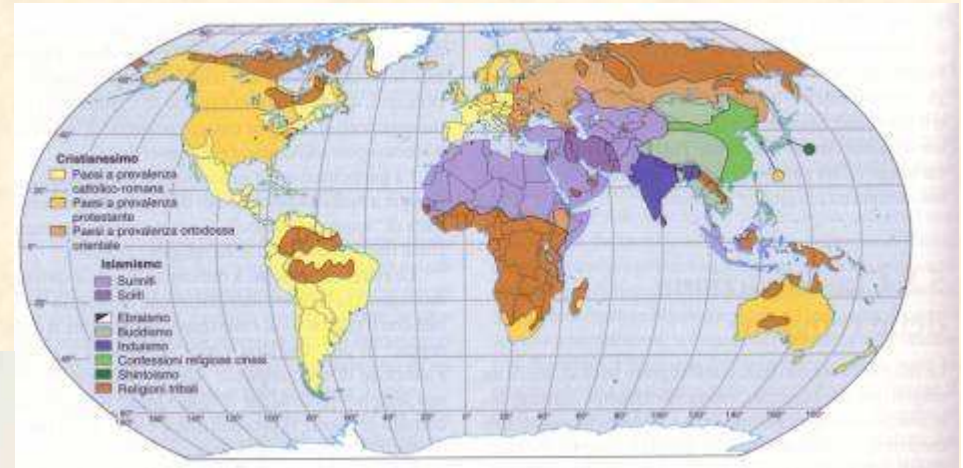 Cristianesimo
Paesi a prevalenza
cattolico-romana
Paesi a prevalenza
protestante
Paesi a prevalenza ortodossa
orientale
Islamismo
Sunniti
Sciiti
Ebraismo
Buddismo
Induismo
Confessioni religiose cinesi
Shintoismo
Religioni tribali